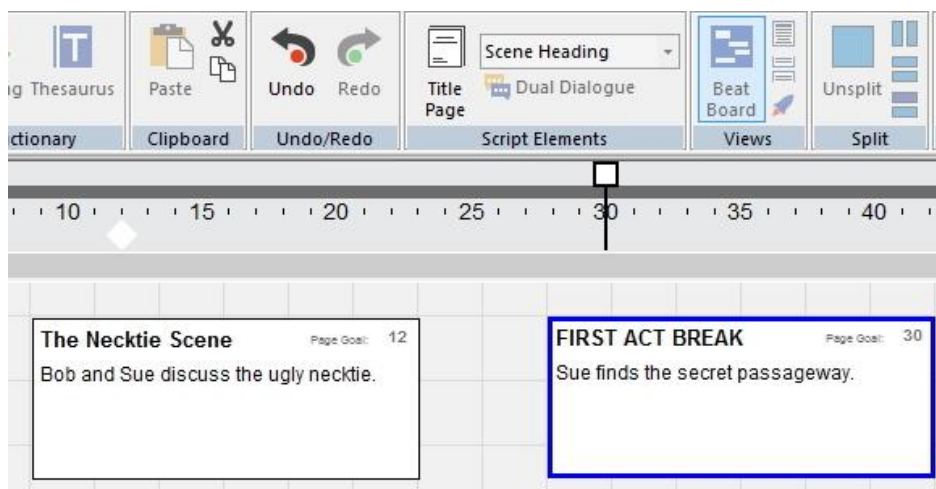 g Thesaurus
Paste
Undo
Redo
Title
Page
Scene Heading
Dual Dialogue
Beat
Board
Unsplit
ctionary
Clipboard
Undo/Redo
Script Elements
Views
Split
10 15 20 25 30 35 40
The Necktie Scene Page Goal: 12
Bob and Sue discuss the ugly necktie.
FIRST ACT BREAK Page Goal: 30
Sue finds the secret passageway.